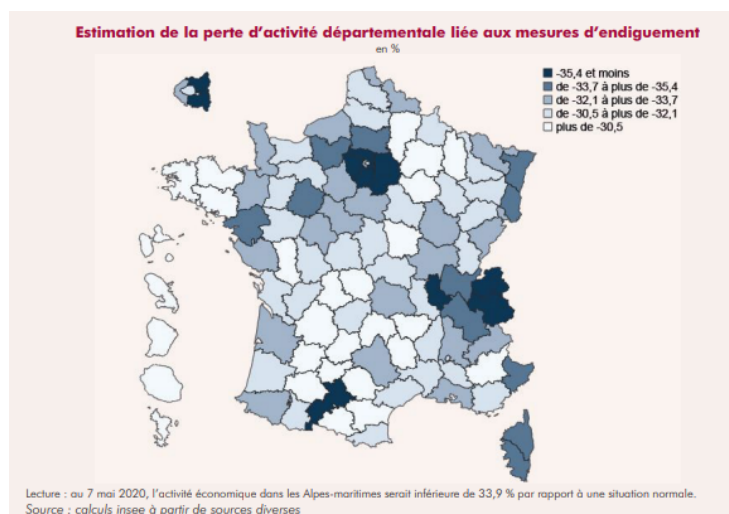 Estimation de la perte d'activité départementale liée aux mesures d'endiguement
en %
-35,4 et moins
de -33,7 à plus de -35,4
de -32,1 à plus de -33,7
de -30,5 à plus de -32,1
plus de -30,5
Lecture : au 7 mai 2020, l'activité économique dans les Alpes-maritimes serait inférieure de 33,9 % par rapport à une situation normale.
Source : calculs insee à partir de sources diverses